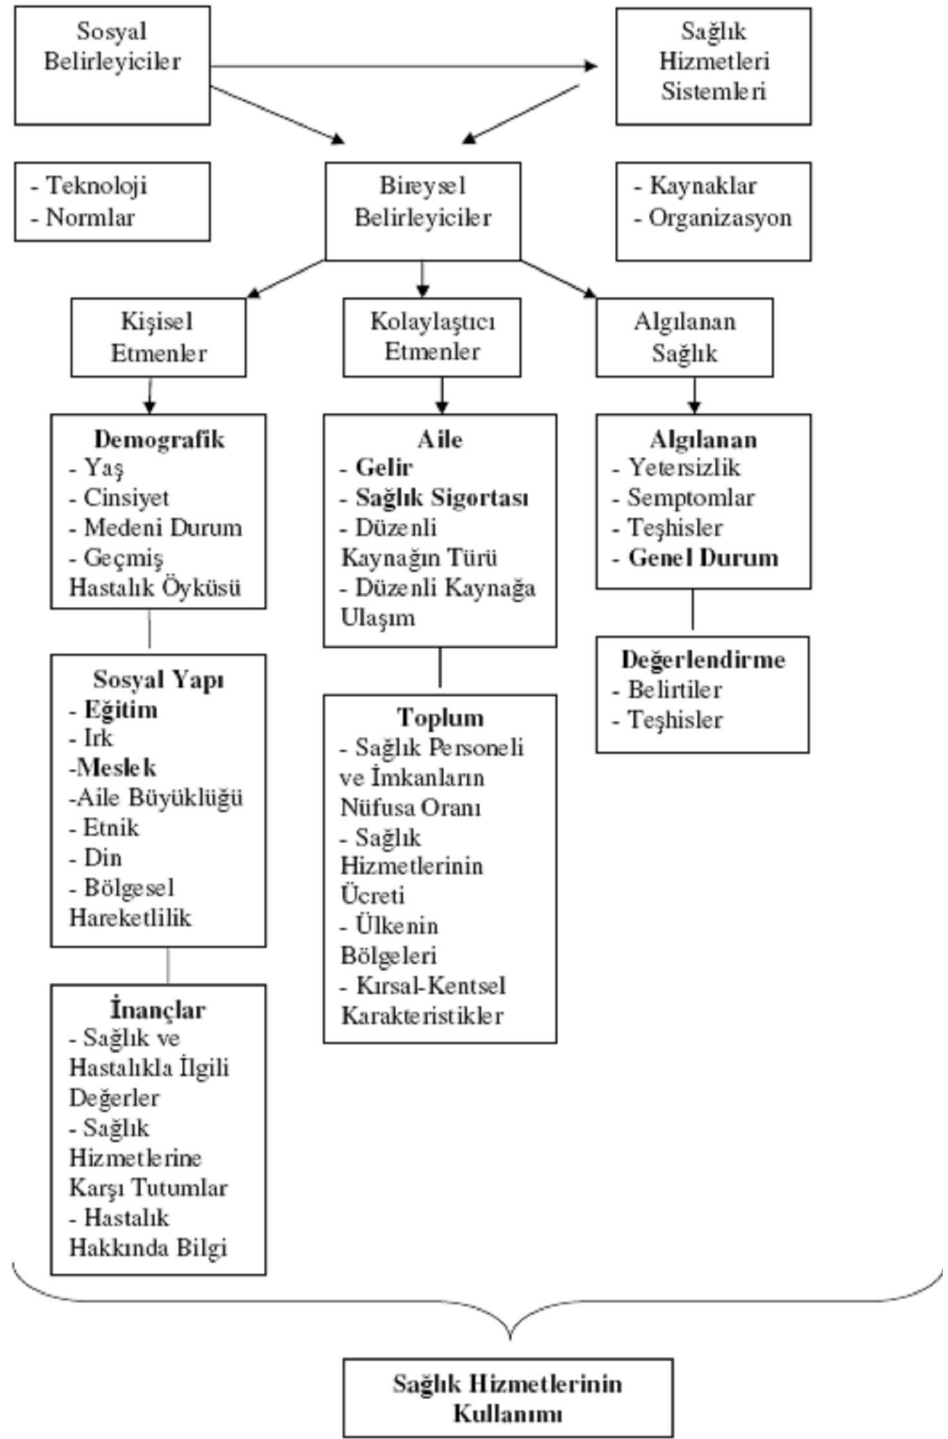 Sosyal
Belirleyiciler
Sağlık
Hizmetleri
Sistemleri
- Teknoloji
- Normlar
Bireysel
Belirleyiciler
- Kaynaklar
- Organizasyon
Kişisel
Etmenler
Kolaylaştıcı
Etmenler
Algılanan
Sağlık
Demografik
- Yaş
- Cinsiyet
- Medeni Durum
- Geçmiş
Hastalık Öyküsü
Aile
- Gelir
- Sağlık Sigortası
- Düzenli
Kaynağın Türü
- Düzenli Kaynağa
Ulaşım
Algılanan
- Yetersizlik
- Semptomlar
- Teşhisler
- Genel Durum
Sosyal Yapı
- Eğitim
- Irk
-Meslek
-Aile Büyüklüğü
- Etnik
- Din
- Bölgesel
Hareketlilik
Toplum
- Sağlık Personeli
ve İmkanların
Nüfusa Oranı
- Sağlık
Hizmetlerinin
Ücreti
- Ülkenin
Bölgeleri
- Kırsal-Kentsel
Karakteristikler
Değerlendirme
- Belirtiler
- Teşhisler
İnançlar
- Sağlık ve
Hastalıkla İlgili
Değerler
- Sağlık
Hizmetlerine
Karşı Tutumlar
- Hastalık
Hakkında Bilgi
Sağlık Hizmetlerinin
Kullanımı